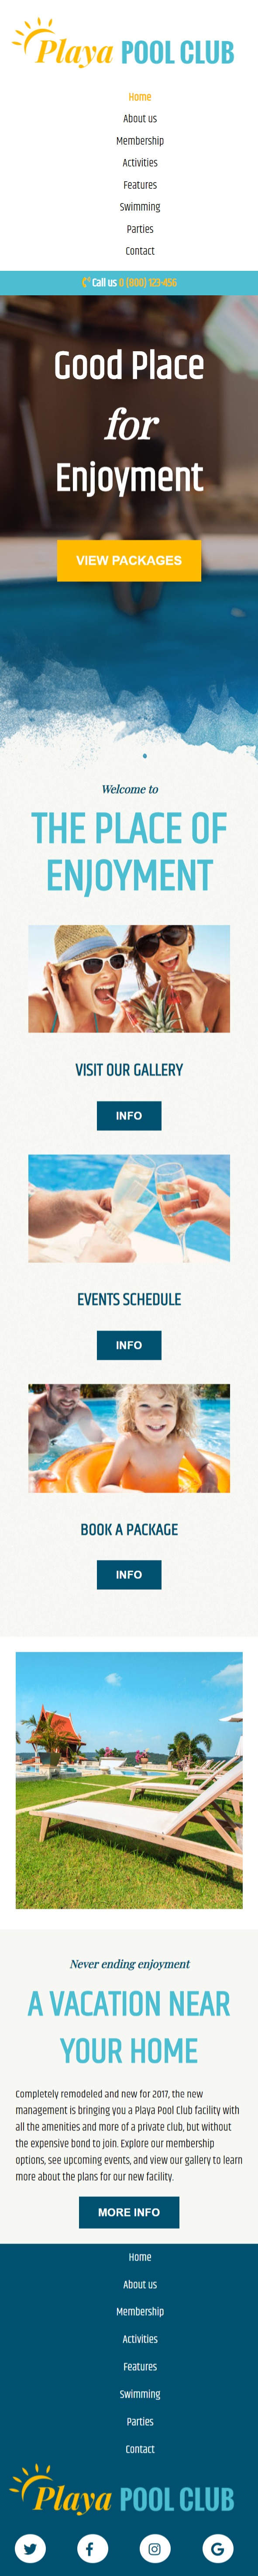 Playa POOL CLUB
Home
About us
Membership
Activities
Features
Swimming
Parties
Contact
Call us 0 (800) 123-456
Good Place
for
Enjoyment
VIEW PACKAGES
Welcome to
THE PLACE OF
ENJOYMENT
VISIT OUR GALLERY
INFO
EVENTS SCHEDULE
INFO
BOOK A PACKAGE
INFO
Never ending enjoyment
A VACATION NEAR
YOUR HOME
Completely remodeled and new for 2017, the new
management is bringing you a Playa Pool Club facility with
all the amenities and more of a private club, but without
the expensive bond to join. Explore our membership
options, see upcoming events, and view our gallery to learn
more about the plans for our new facility.
MORE INFO
Home
About us
Membership
Activities
Features
Swimming
Parties
Contact
Playa POOL CLUB